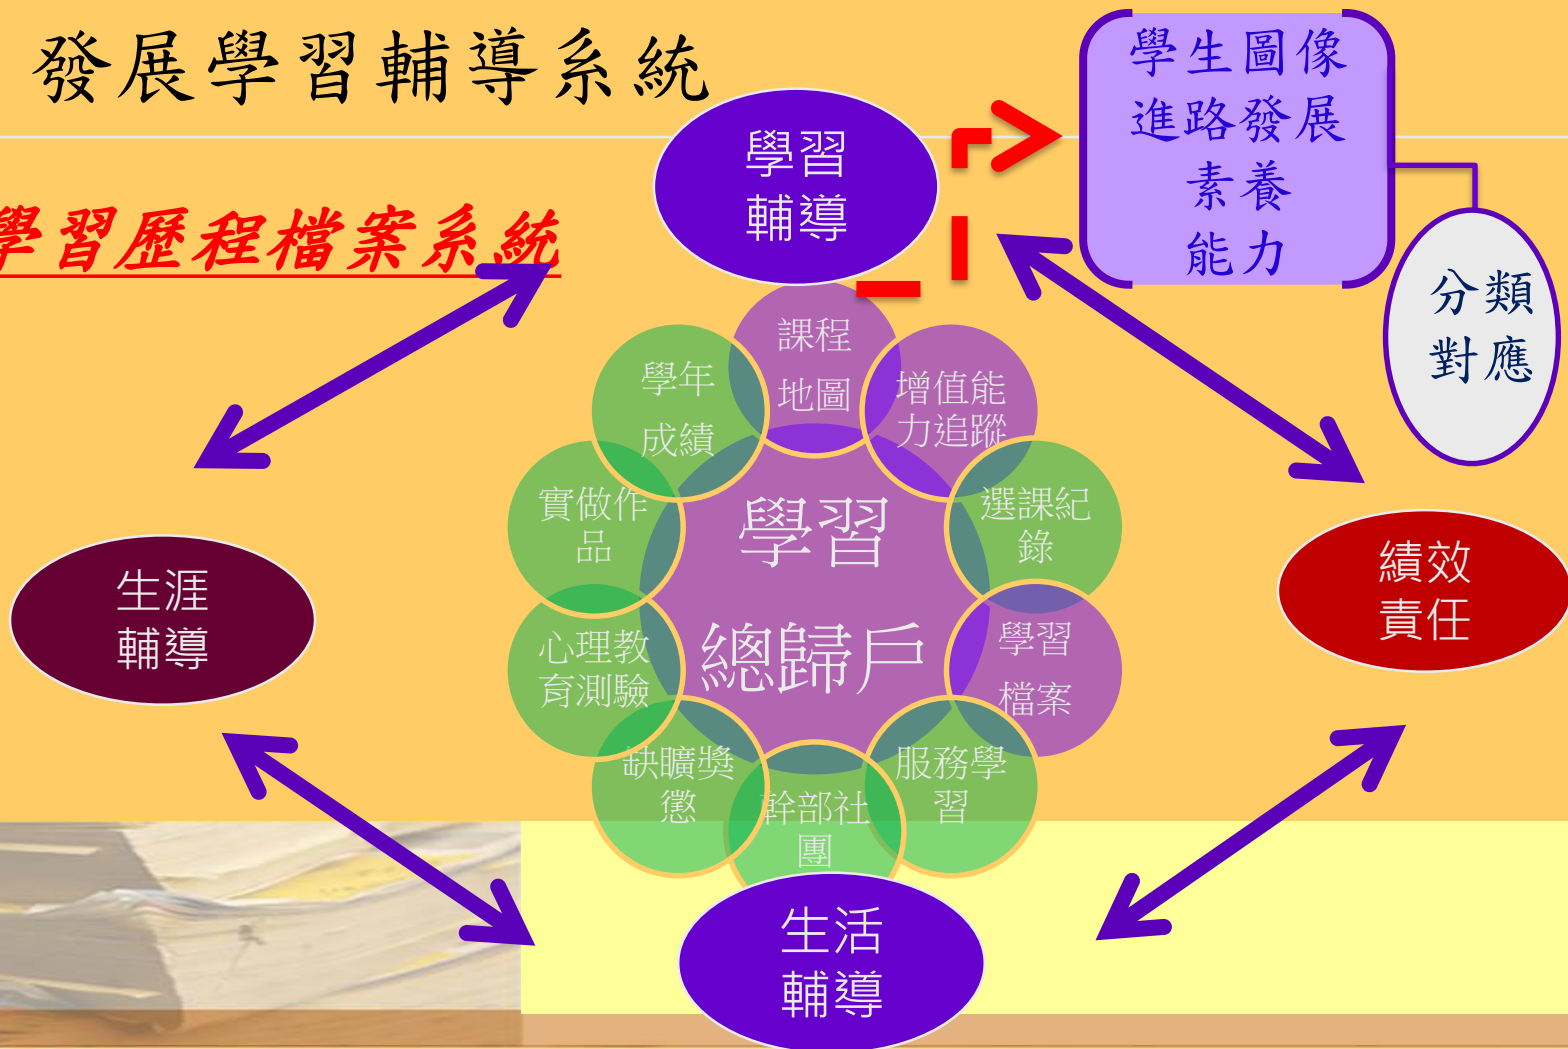 發展學習輔導系統
學生圖像
進路發展
素養
能力
學習
輔導
學習歷程檔案系統
分類
對應
課程
地圖
學年
成績
增值能
力追蹤
實做作
品
選課紀
錄
學習
總歸戶
生涯
輔導
績效
責任
心理教
育測驗
學習
檔案
缺曠獎
懲
服務學
習
幹部社
團
生活
輔導